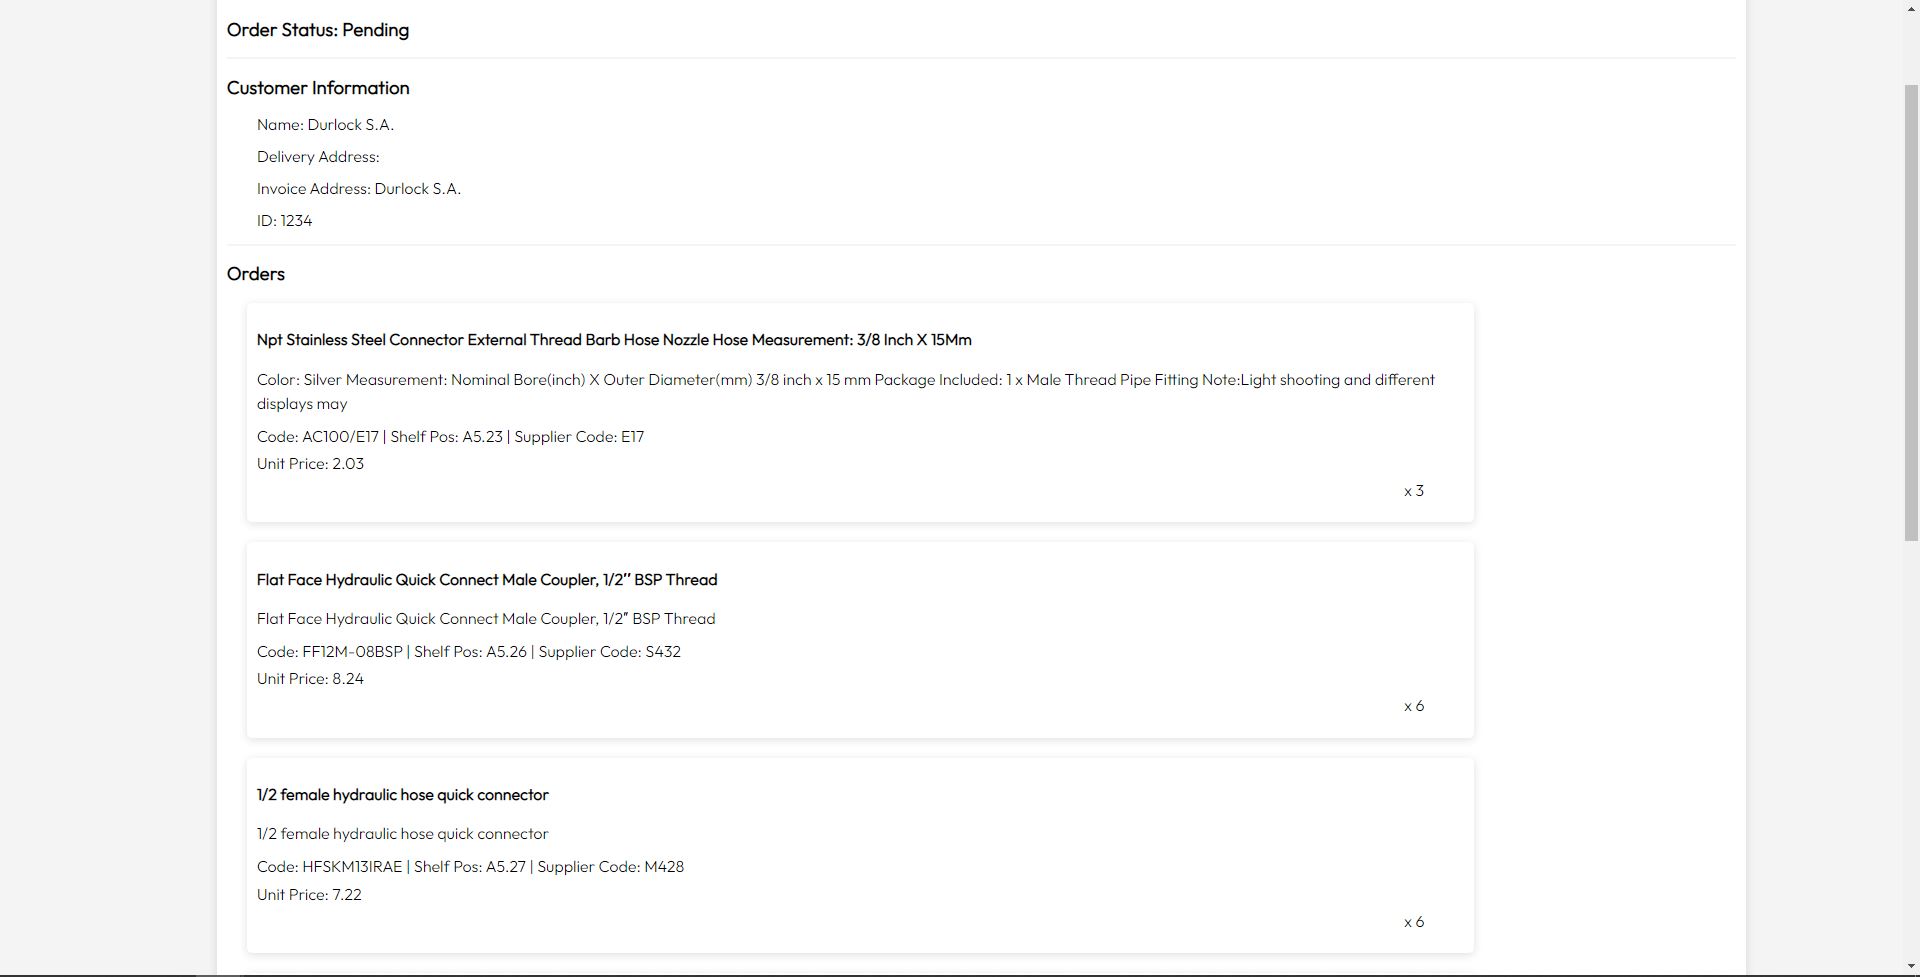 Order Status: Pending
Customer Information
Name: Durlock S.A.
Delivery Address:
Invoice Address: Durlock S.A.
ID: 1234
Orders
Npt Stainless Steel Connector External Thread Barb Hose Nozzle Hose Measurement: 3/8 Inch X 15Mm
Color: Silver Measurement: Nominal Bore(inch) X Outer Diameter(mm) 3/8 inch x 15 mm Package Included: 1 x Male Thread Pipe Fitting Note:Light shooting and different
displays may
Code: AC100/E17 | Shelf Pos: A5.23 | Supplier Code: E17
Unit Price: 2.03
x 3
Flat Face Hydraulic Quick Connect Male Coupler, 1/2″ BSP Thread
Flat Face Hydraulic Quick Connect Male Coupler, 1/2″ BSP Thread
Code: FF12M-08BSP | Shelf Pos: A5.26 | Supplier Code: S432
Unit Price: 8.24
x 6
1/2 female hydraulic hose quick connector
1/2 female hydraulic hose quick connector
Code: HFSKM13IRAE | Shelf Pos: A5.27 | Supplier Code: M428
Unit Price: 7.22
x 6